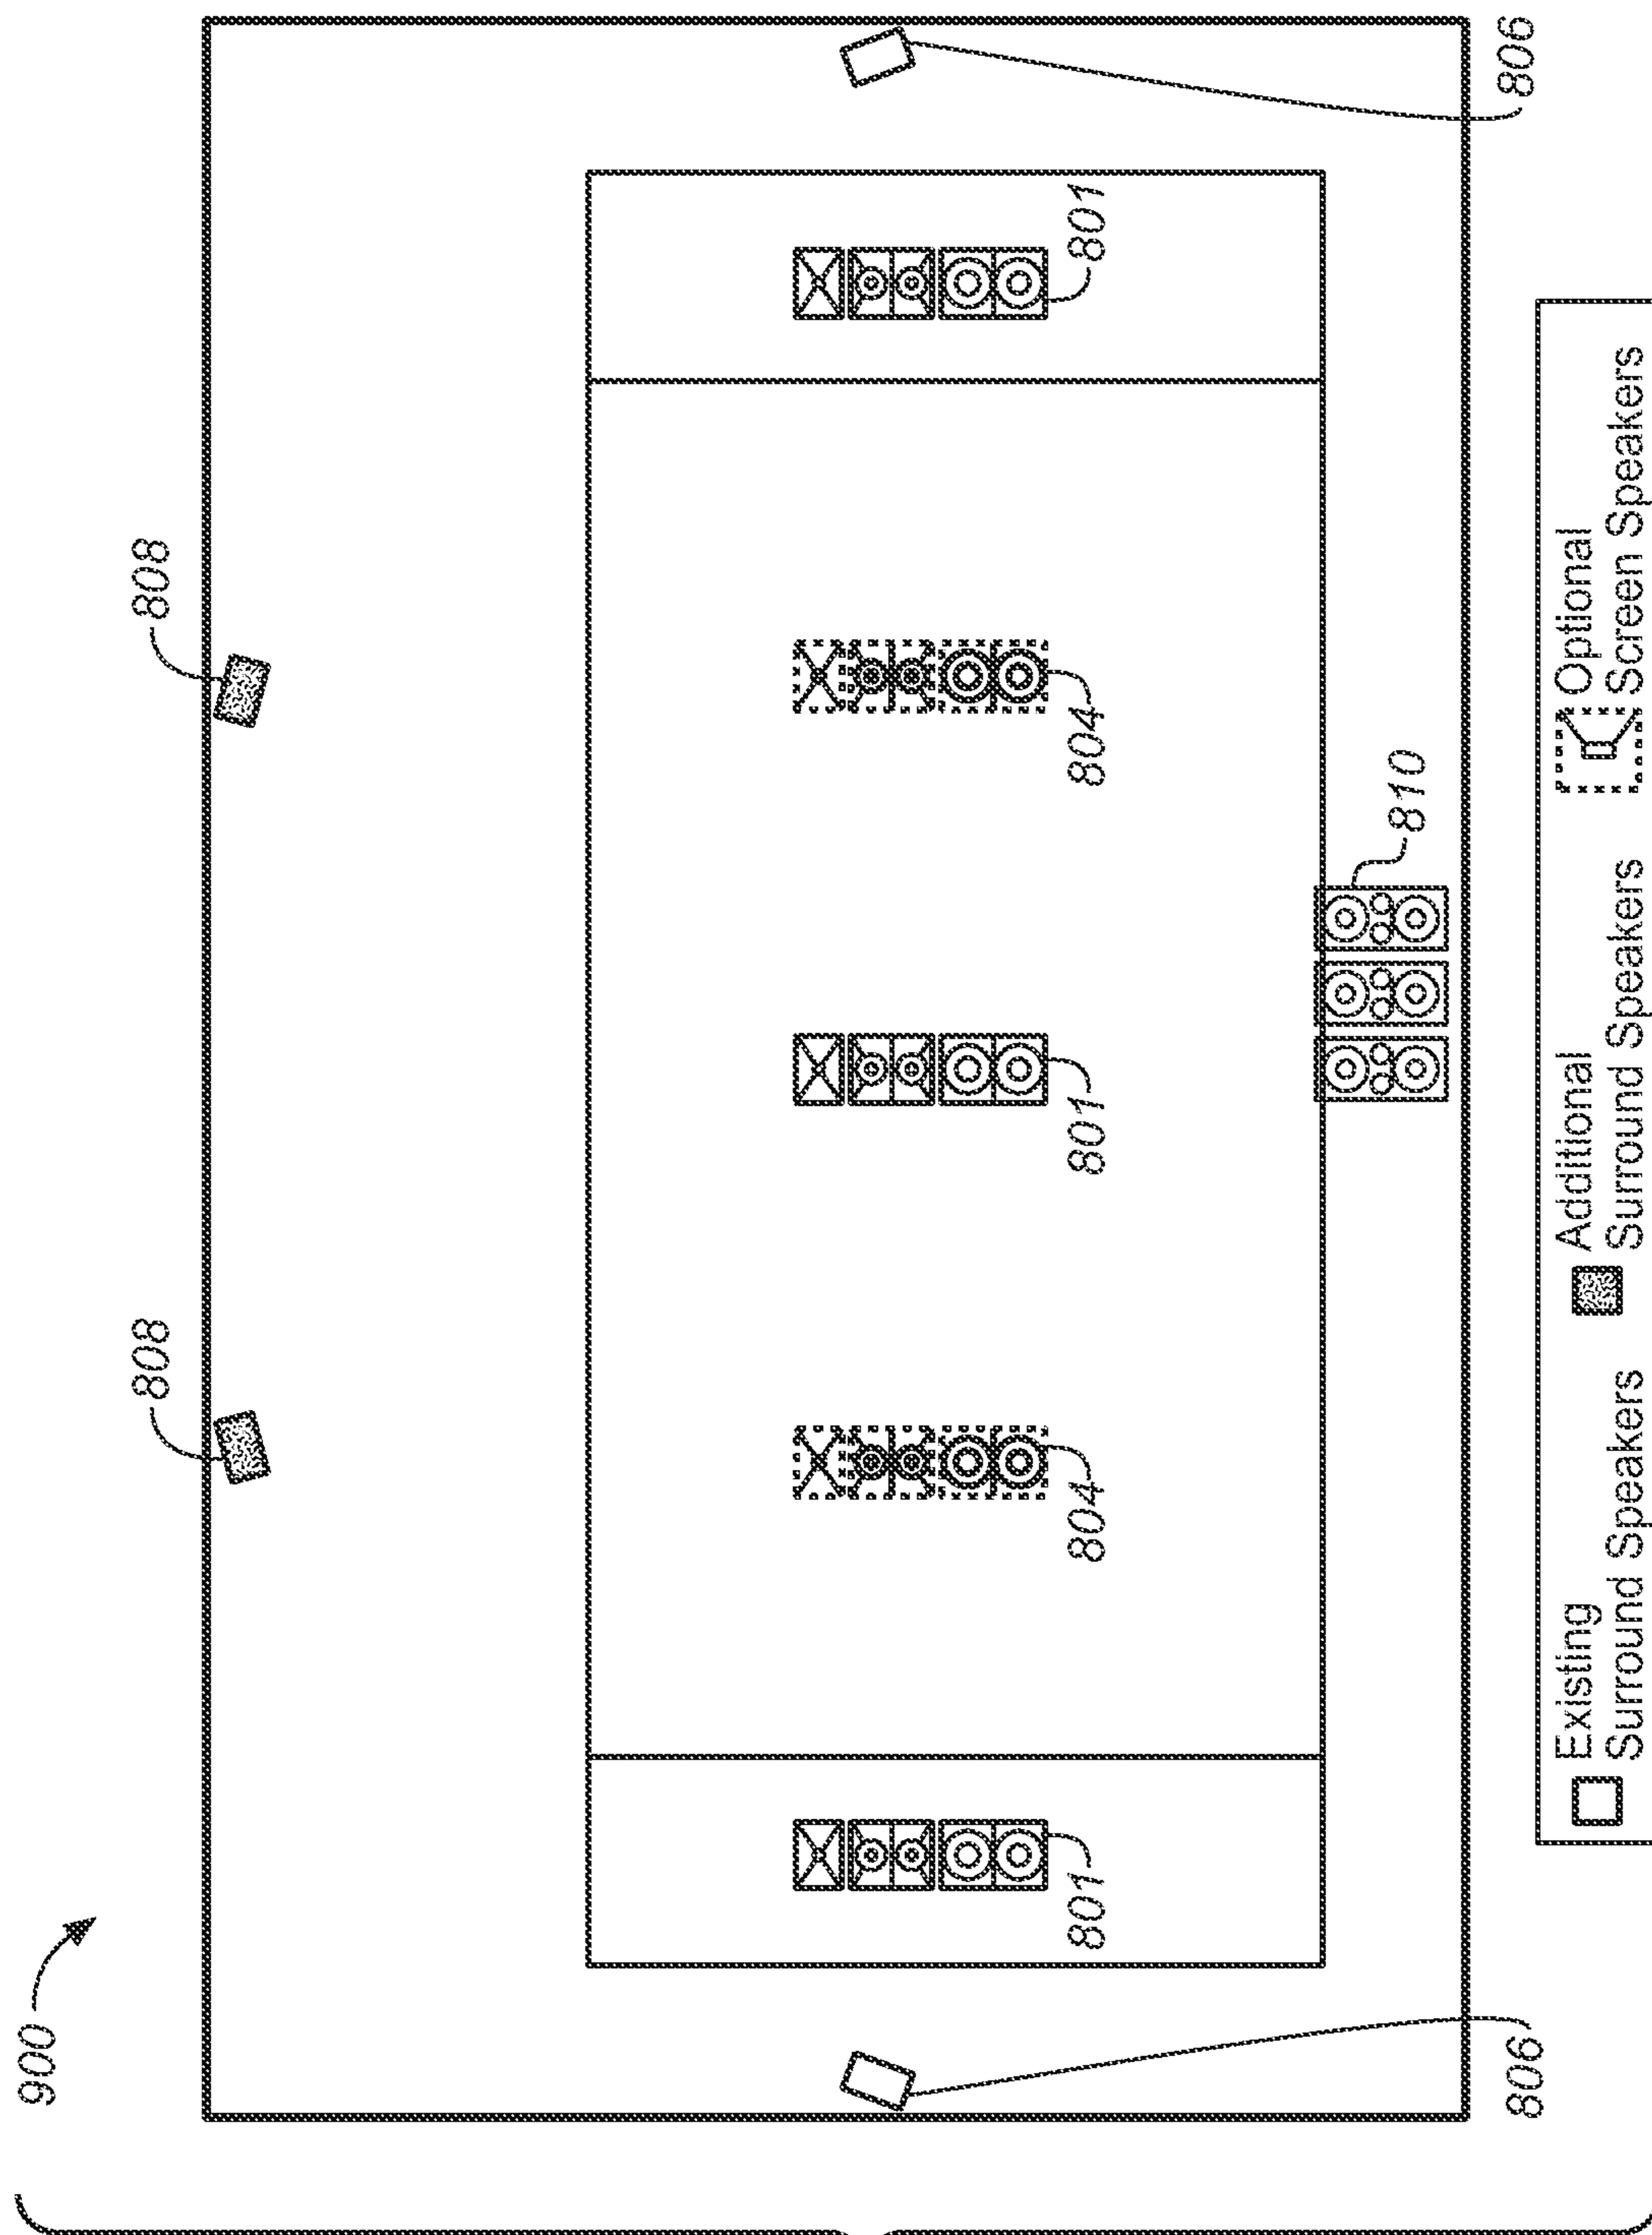 900
808
808
801
804
801
804
801
810
806
806
Existing
Surround Speakers
Additional
Surround Speakers
Optional
Screen Speakers